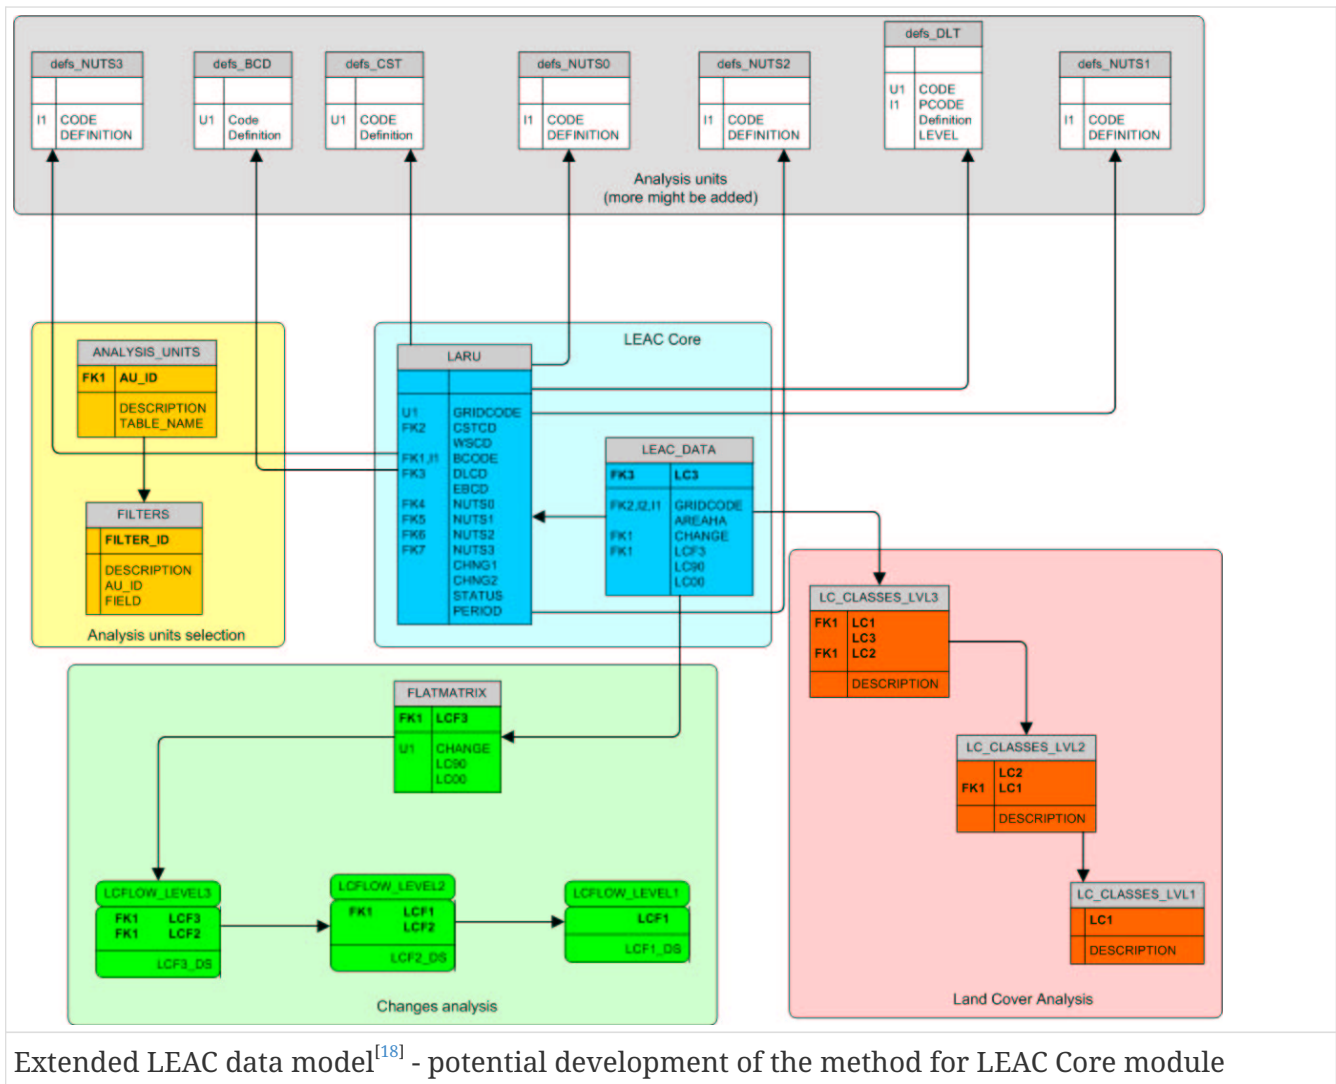 defs_NUTS3
I1 CODE
DEFINITION
defs_BCD
U1 Code
Definition
defs_CST
U1 CODE
Definition
defs_NUTS0
I1 CODE
DEFINITION
defs_NUTS2
I1 CODE
DEFINITION
defs_DLT
U1 CODE
I1 PCODE
Definition
LEVEL
defs_NUTS1
I1 CODE
DEFINITION
Analysis units
(more might be added)
ANALYSIS_UNITS
FK1 AU_ID
DESCRIPTION
TABLE_NAME
FILTERS
FILTER_ID
DESCRIPTION
AU_ID
FIELD
Analysis units selection
LEAC Core
LARU
U1 GRIDCODE
FK2 CSTCD
WSCD
FK1,I1 BCODE
FK3 DLCD
EBCD
FK4 NUTS0
FK5 NUTS1
FK6 NUTS2
FK7 NUTS3
CHNG1
CHNG2
STATUS
PERIOD
LEAC_DATA
FK3 LC3
FK2,I2,I1 GRIDCODE
AREAHA
FK1 CHANGE
FK1 LCF3
LC90
LC00
FLATMATRIX
FK1 LCF3
U1 CHANGE
LC90
LC00
LCFLOW_LEVEL3
FK1 LCF3
FK1 LCF2
LCF3_DS
LCFLOW_LEVEL2
FK1 LCF1
LCF2
LCF2_DS
LCFLOW_LEVEL1
LCF1
LCF1_DS
Changes analysis
LC_CLASSES_LVL3
FK1 LC1
LC3
FK1 LC2
DESCRIPTION
LC_CLASSES_LVL2
LC2
FK1 LC1
DESCRIPTION
LC_CLASSES_LVL1
LC1
DESCRIPTION
Land Cover Analysis
Extended LEAC data model[18] - potential development of the method for LEAC Core module